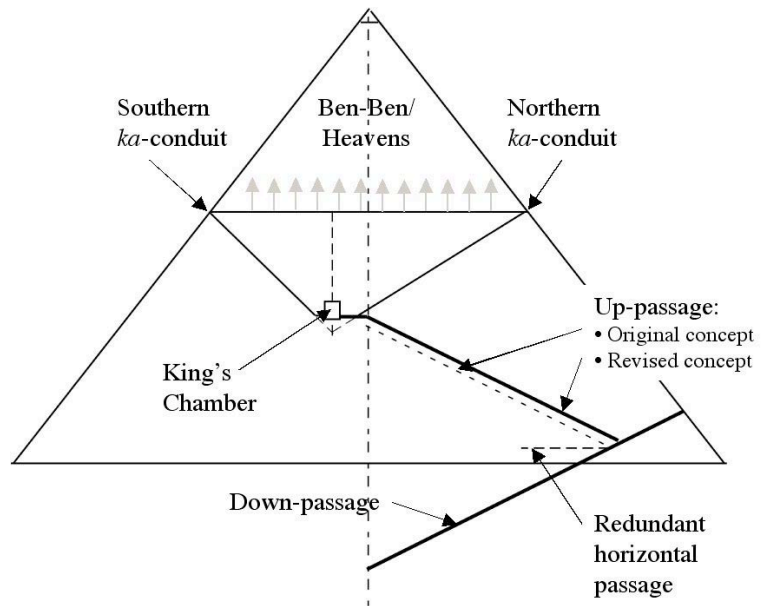 Southern
ka-conduit
Ben-Ben/
Heavens
Northern
ka-conduit
Up-passage:
• Original concept
• Revised concept
King's
Chamber
Down-passage
Redundant
horizontal
passage